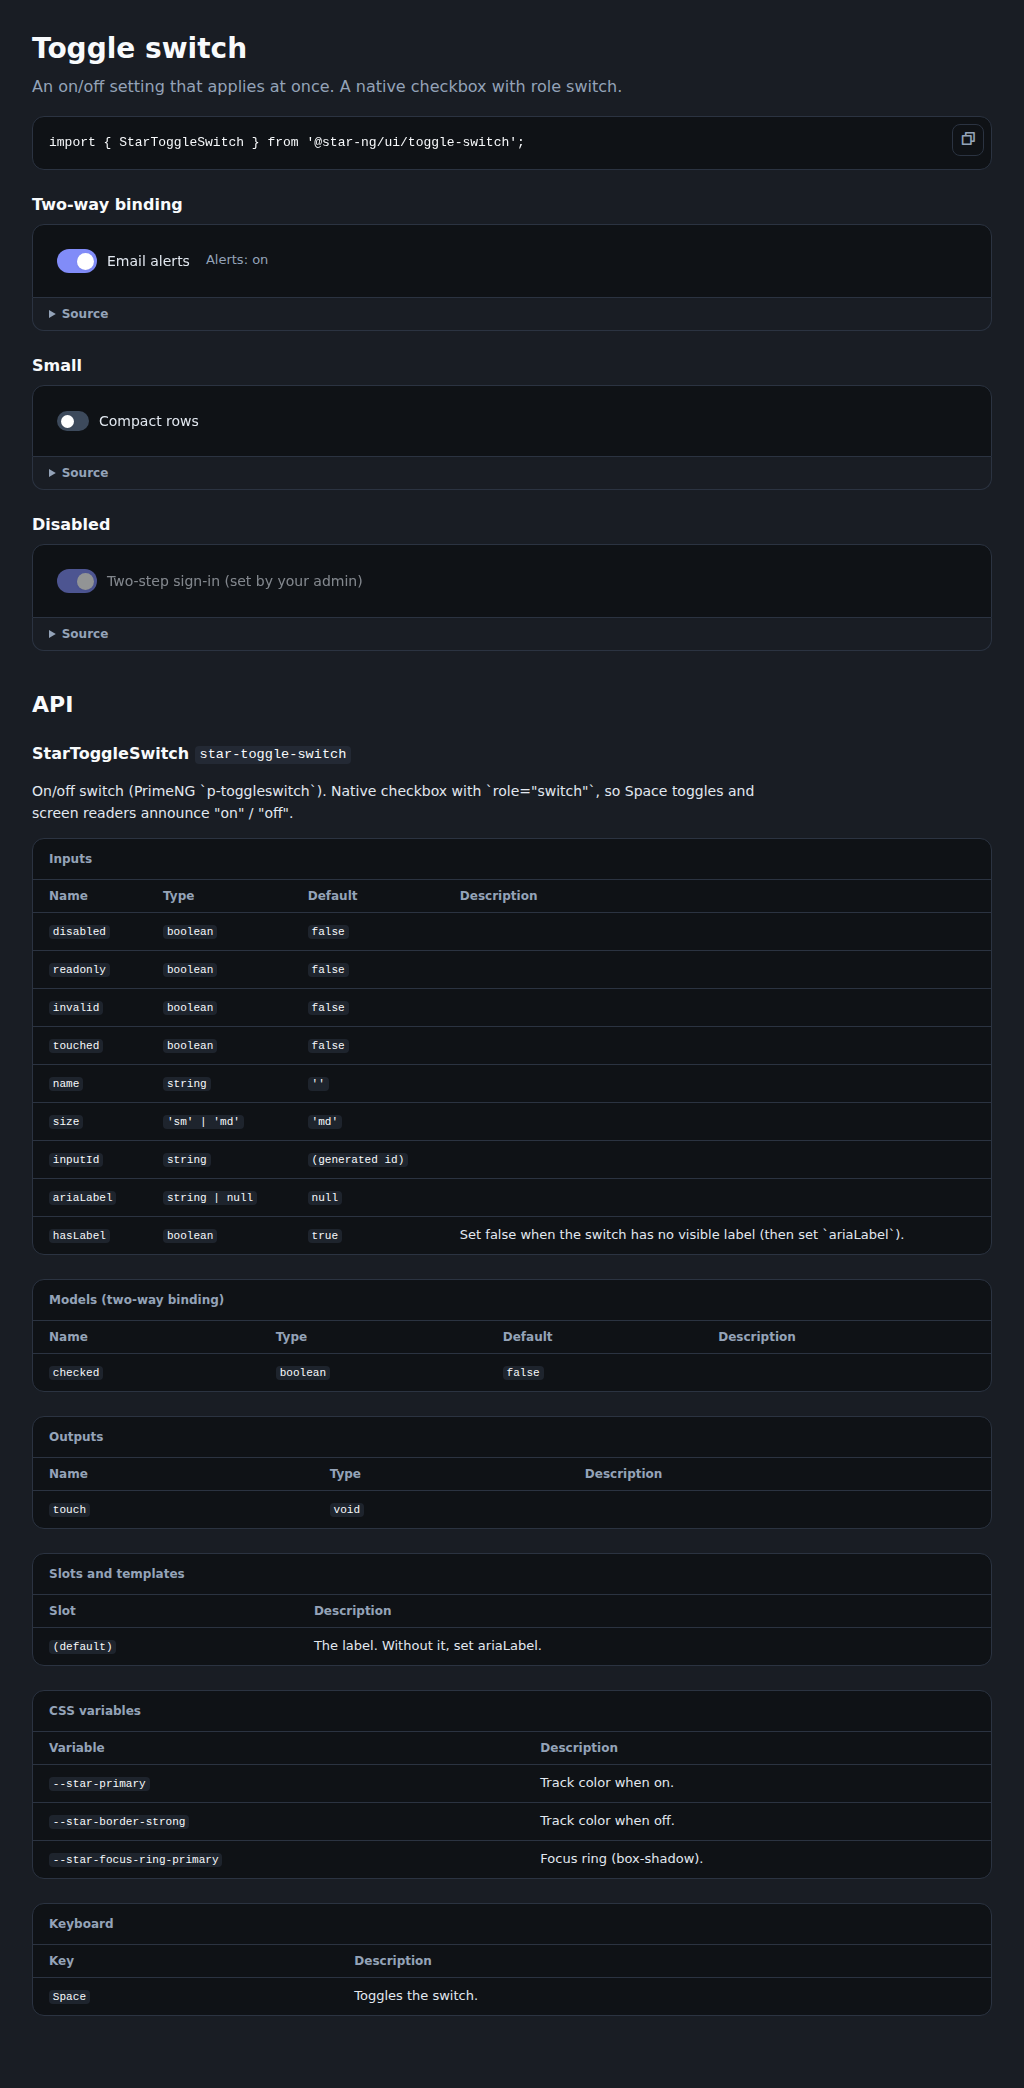 Toggle switch
An on/off setting that applies at once. A native checkbox with role switch.
import { StarToggleSwitch } from '@star-ng/ui/toggle-switch';
Two-way binding
Email alerts Alerts: on
Source
Small
Compact rows
Source
Disabled
Two-step sign-in (set by your admin)
Source
API
StarToggleSwitch star-toggle-switch
On/off switch (PrimeNG `p-toggleswitch`). Native checkbox with `role="switch"`, so Space toggles and
screen readers announce "on" / "off".
Inputs
Name Type Default Description
disabled boolean false
readonly boolean false
invalid boolean false
touched boolean false
name string ''
size 'sm' | 'md' 'md'
inputId string (generated id)
ariaLabel string | null null
hasLabel boolean true Set false when the switch has no visible label (then set `ariaLabel`).
Models (two-way binding)
Name Type Default Description
checked boolean false
Outputs
Name Type Description
touch void
Slots and templates
Slot Description
(default) The label. Without it, set ariaLabel.
CSS variables
Variable Description
--star-primary Track color when on.
--star-border-strong Track color when off.
--star-focus-ring-primary Focus ring (box-shadow).
Keyboard
Key Description
Space Toggles the switch.